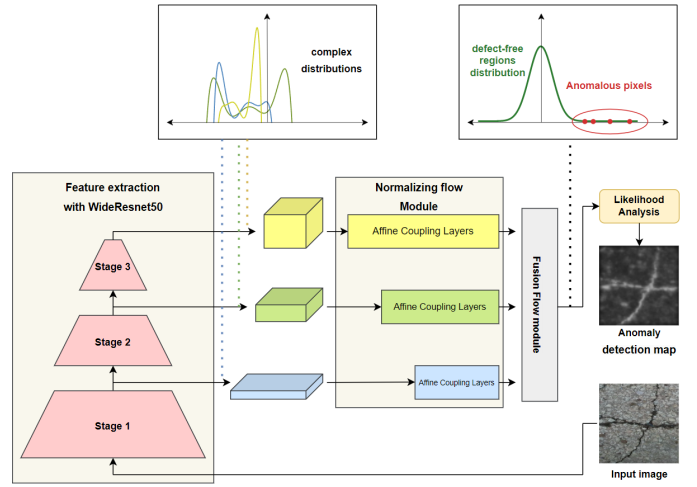 complex
distributions
defect-free
regions
distribution
Anomalous pixels
Feature extraction
with WideResnet50
Normalizing flow
Module
Likelihood
Analysis
Stage 3
Affine Coupling Layers
Stage 2
Affine Coupling Layers
Fusion Flow module
Anomaly
detection map
Stage 1
Affine Coupling Layers
Input image